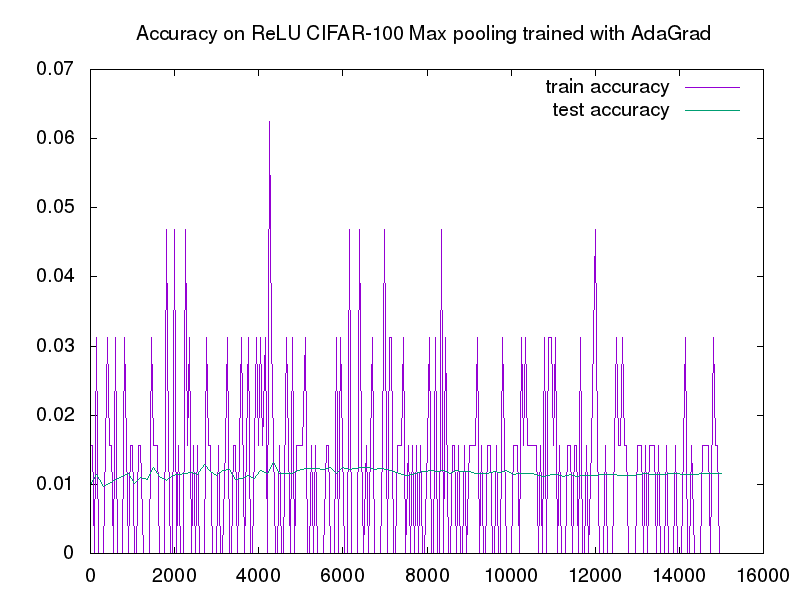 Accuracy on ReLU CIFAR-100 Max pooling trained with AdaGrad
0.07
train accuracy
test accuracy
0.06
0.05
0.04
0.03
0.02
0.01
0
0 2000 4000 6000 8000 10000 12000 14000 16000